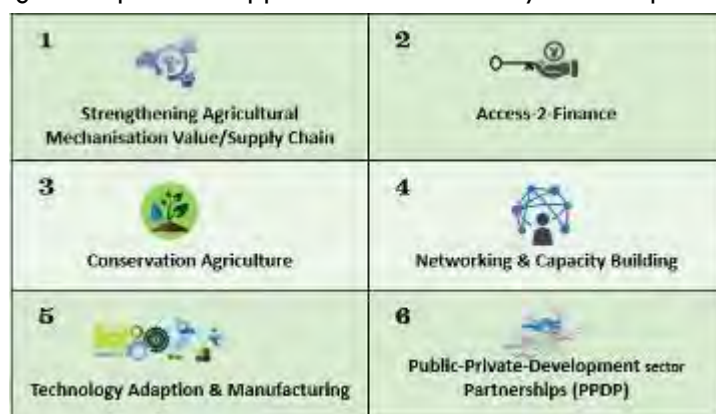 1
Strengthening Agricultural
Mechanisation Value/Supply Chain
2
Access-2-Finance
3
Conservation Agriculture
4
Networking & Capacity Building
5
Technology Adaption & Manufacturing
6
Public-Private-Development sector
Partnerships (PPDP)